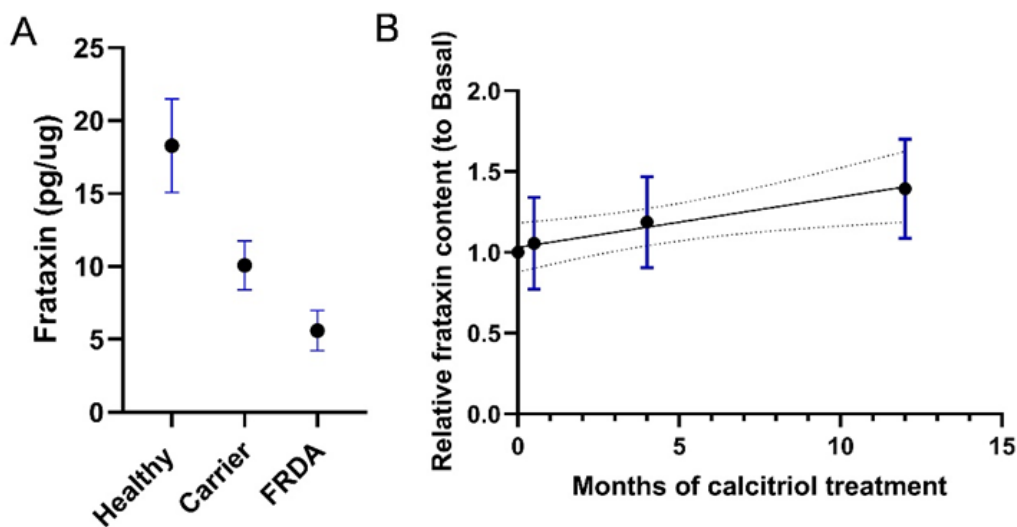 A
Frataxin (pg/ug)
25
20
15
10
5
0
Healthy
Carrier
FRDA
B
Relative frataxin content (to Basal)
2.0
1.5
1.0
0.5
0.0
0
5
10
15
Months of calcitriol treatment